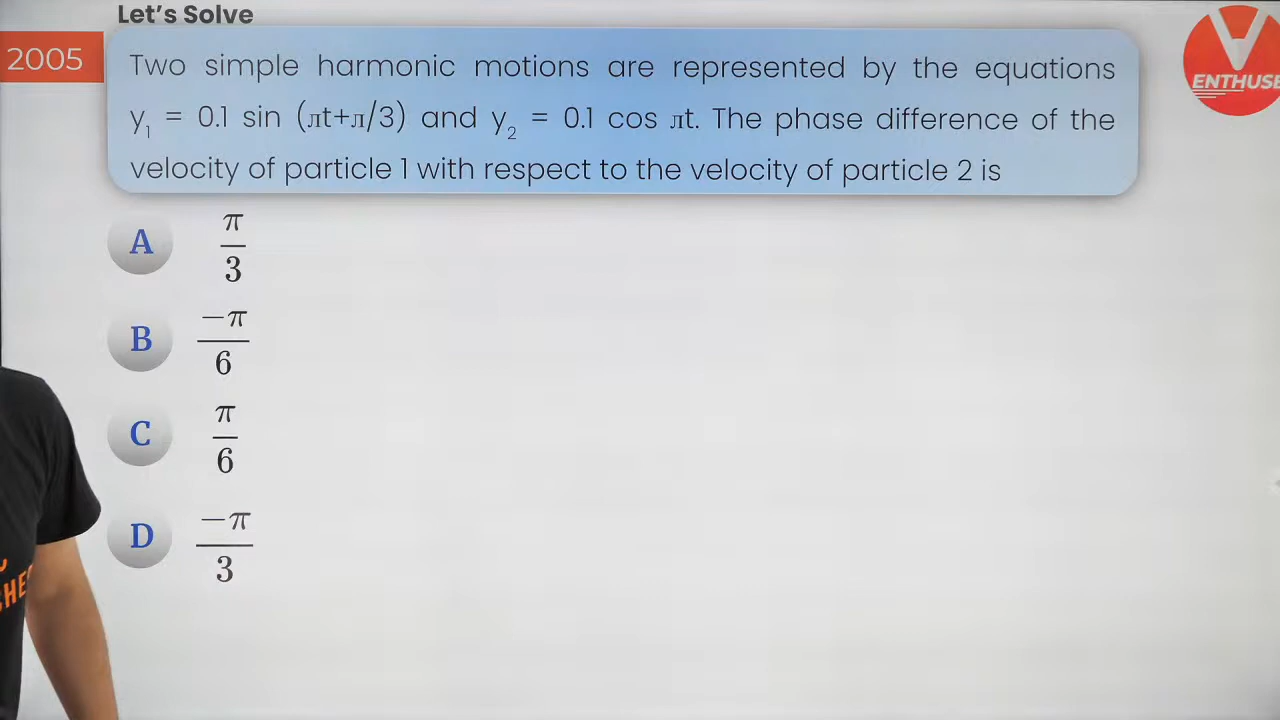 Let's Solve
2005
Two simple harmonic motions are represented by the equations
y₁ = 0.1 sin (πt+π/3) and y₂ = 0.1 cos πt. The phase difference of the
velocity of particle 1 with respect to the velocity of particle 2 is
ENTHUSE
A π/3
B −π/6
C π/6
D −π/3